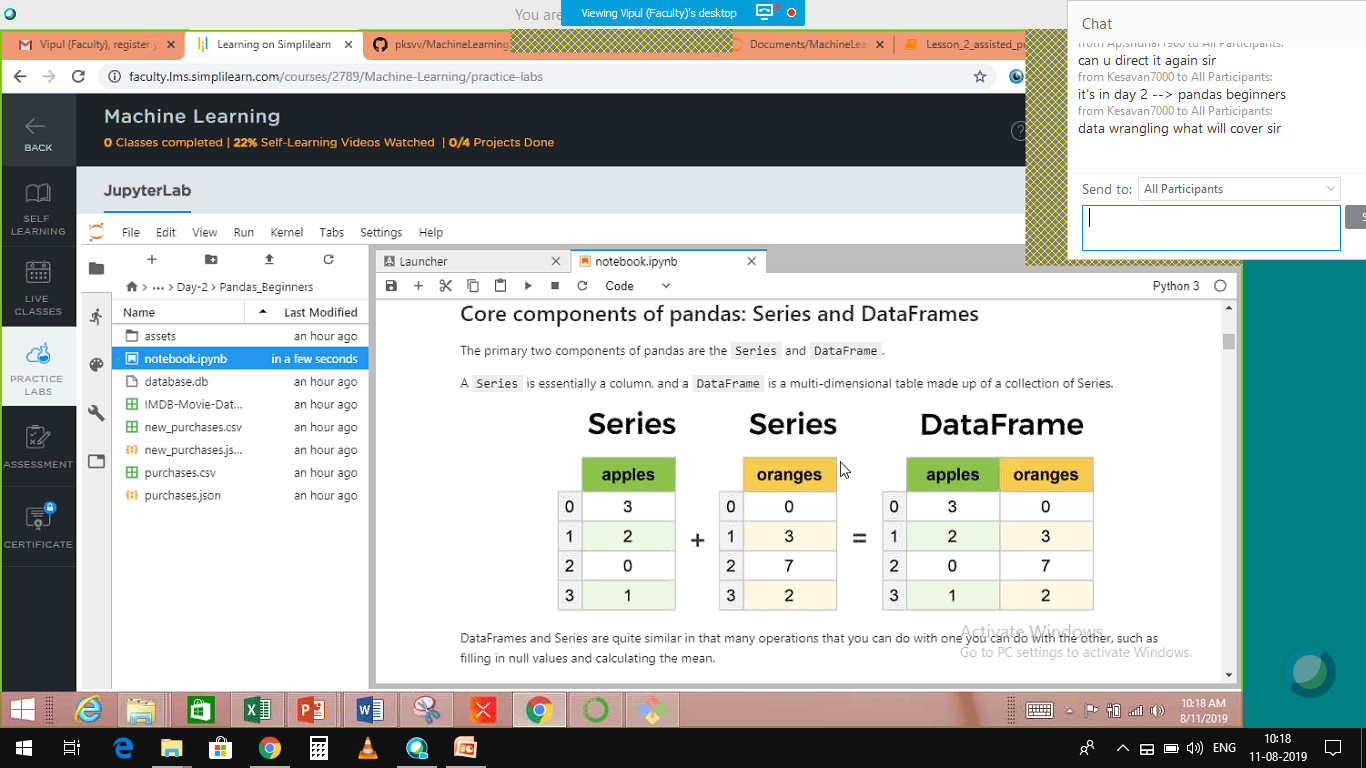 You are
Viewing Vipul (Faculty)'s desktop
Vipul (Faculty), register
Learning on Simplilearn
pksvv/MachineLearning
Documents/MachineLea
Lesson_2_assisted_pr
faculty.lms.simplilearn.com/courses/2789/Machine-Learning/practice-labs
BACK
Machine Learning
0 Classes completed | 22% Self-Learning Videos Watched | 0/4 Projects Done
?
SELF
LEARNING
LIVE
CLASSES
PRACTICE
LABS
ASSESSMENT
CERTIFICATE
JupyterLab
File Edit View Run Kernel Tabs Settings Help
> ... > Day-2 > Pandas_Beginners
Name Last Modified
assets an hour ago
notebook.ipynb in a few seconds
database.db an hour ago
IMDB-Movie-Dat... an hour ago
new_purchases.csv an hour ago
new_purchases.js... an hour ago
purchases.csv an hour ago
purchases.json an hour ago
Launcher
notebook.ipynb
Code
Python 3
Core components of pandas: Series and DataFrames
The primary two components of pandas are the Series and DataFrame.
A Series is essentially a column, and a DataFrame is a multi-dimensional table made up of a collection of Series.
Series Series DataFrame
apples oranges apples oranges
0 3 0 0 0 3 0
1 2 + 1 3 = 1 2 3
2 0 2 7 2 0 7
3 1 3 2 3 1 2
DataFrames and Series are quite similar in that many operations that you can do with one you can do with the other, such as
filling in null values and calculating the mean.
Activate Windows
Go to PC settings to activate Windows.
Chat
from Ap.shuhai1900 to All Participants:
can u direct it again sir
from Kesavan7000 to All Participants:
it's in day 2 --> pandas beginners
from Kesavan7000 to All Participants:
data wrangling what will cover sir
Send to: All Participants
S
10:18 AM
8/11/2019
ENG
10:18
11-08-2019